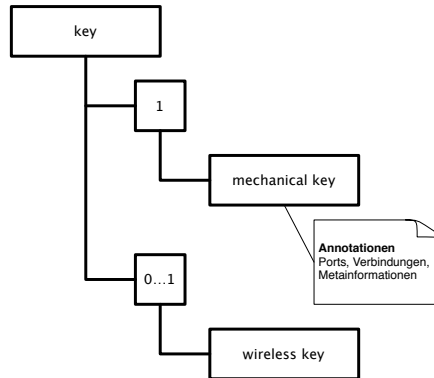 key
1
mechanical key
Annotationen
Ports, Verbindungen,
Metainformationen
0...1
wireless key